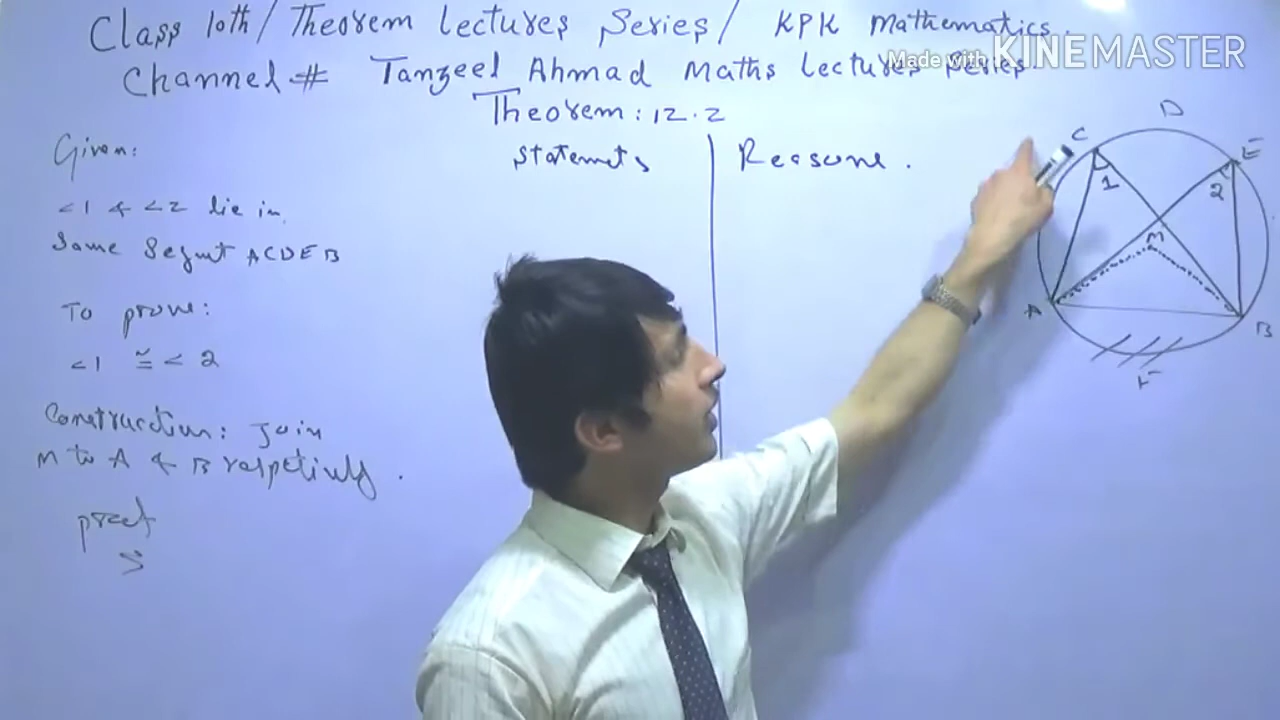 Class 10th / Theorem Lectures Series / KPK Mathematics.
Made with KINEMASTER
Channel # Tanzeel Ahmad Maths Lectures Series
Theorem: 12.2
Given:
<1 & <2 lie in
Same Segmt ACDEB
To prove:
<1 ≅ < 2
Construction: Join
M to A & B
proof
Statemets
Reasons.
C
D
E
1
2
M
A
B
F